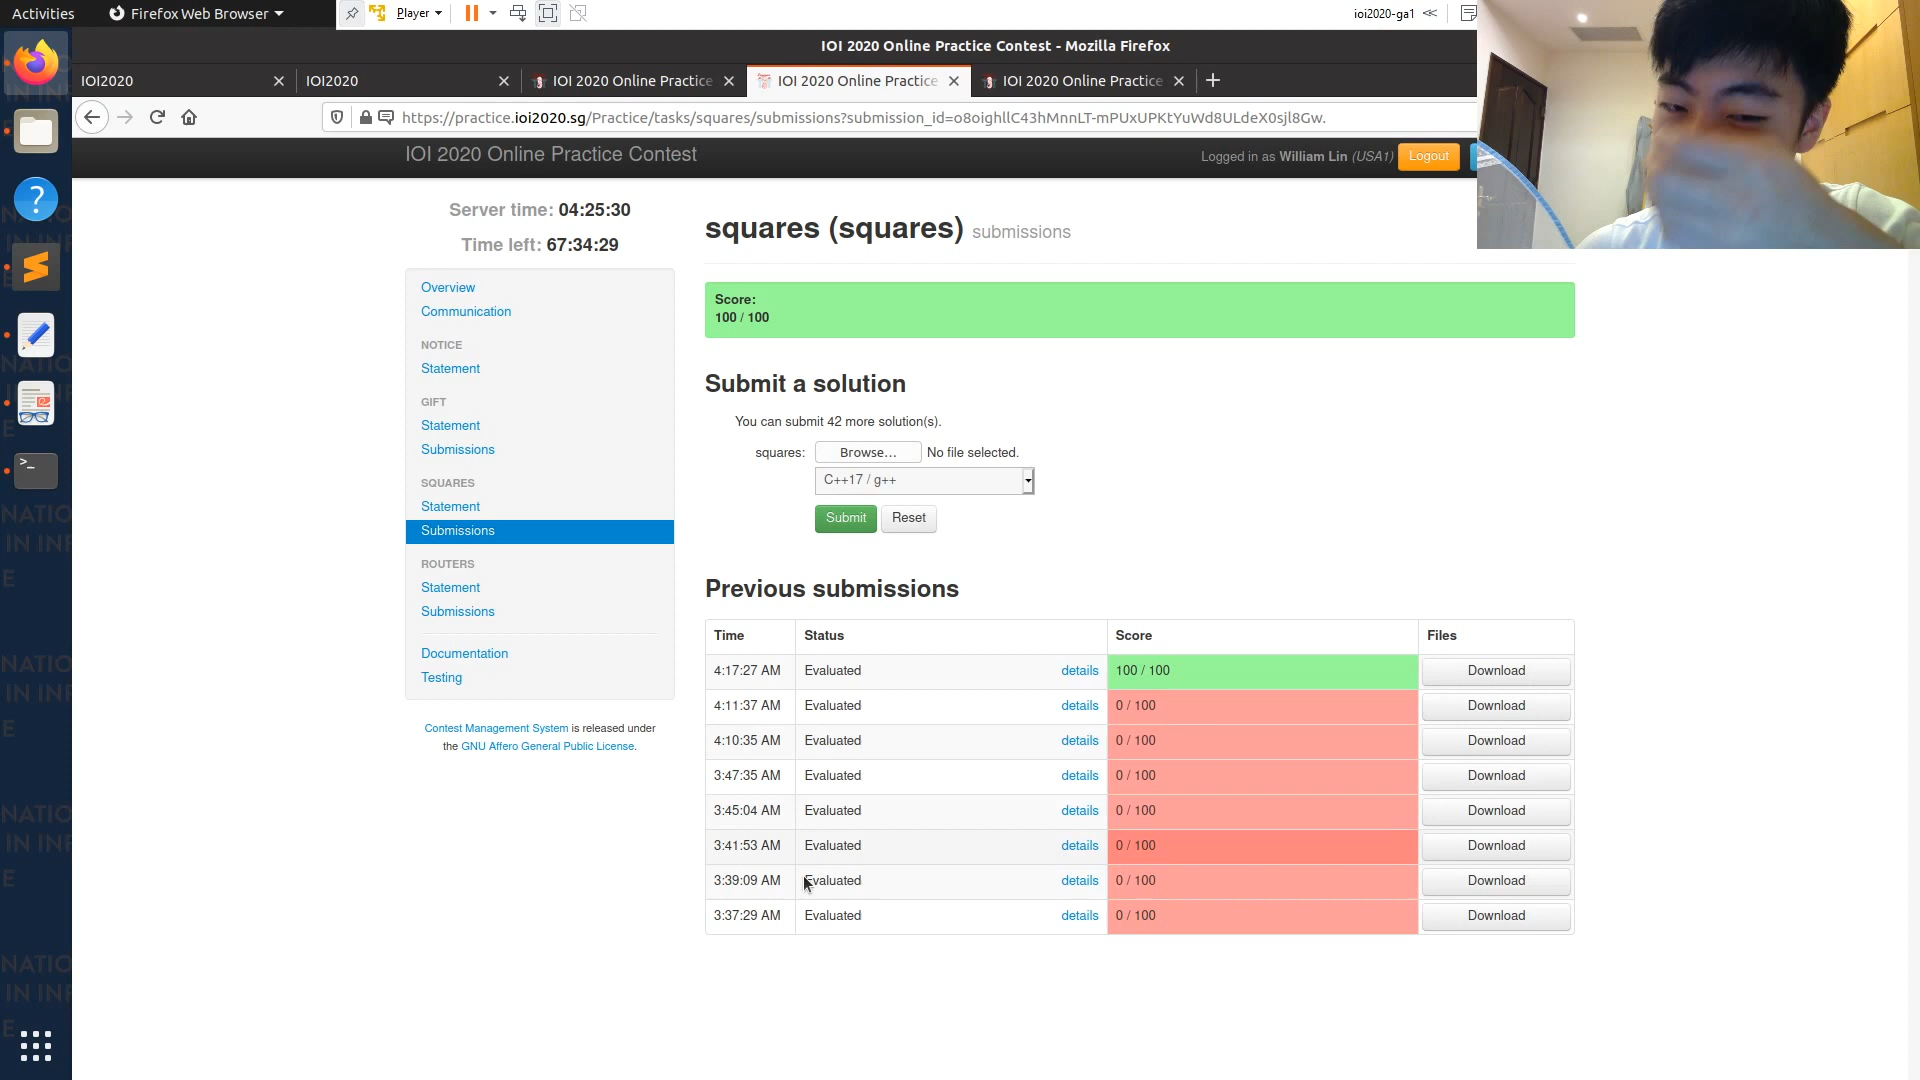 Activities
Firefox Web Browser
Player
ioi2020-ga1
IOI 2020 Online Practice Contest - Mozilla Firefox
IOI2020
IOI2020
IOI 2020 Online Practice
IOI 2020 Online Practice
IOI 2020 Online Practice
https://practice.ioi2020.sg/Practice/tasks/squares/submissions?submission_id=o8oighllC43hMnnLT-mPUxUPKtYuWd8ULdeX0sjl8Gw.
IOI 2020 Online Practice Contest
Logged in as William Lin (USA1)
Logout
Server time: 04:25:30
Time left: 67:34:29
Overview
Communication
NOTICE
Statement
GIFT
Statement
Submissions
SQUARES
Statement
Submissions
ROUTERS
Statement
Submissions
Documentation
Testing
Contest Management System is released under
the GNU Affero General Public License.
squares (squares) submissions
Score:
100 / 100
Submit a solution
You can submit 42 more solution(s).
squares: Browse... No file selected.
C++17 / g++
Submit Reset
Previous submissions
Time Status Score Files
4:17:27 AM Evaluated details 100 / 100 Download
4:11:37 AM Evaluated details 0 / 100 Download
4:10:35 AM Evaluated details 0 / 100 Download
3:47:35 AM Evaluated details 0 / 100 Download
3:45:04 AM Evaluated details 0 / 100 Download
3:41:53 AM Evaluated details 0 / 100 Download
3:39:09 AM Evaluated details 0 / 100 Download
3:37:29 AM Evaluated details 0 / 100 Download